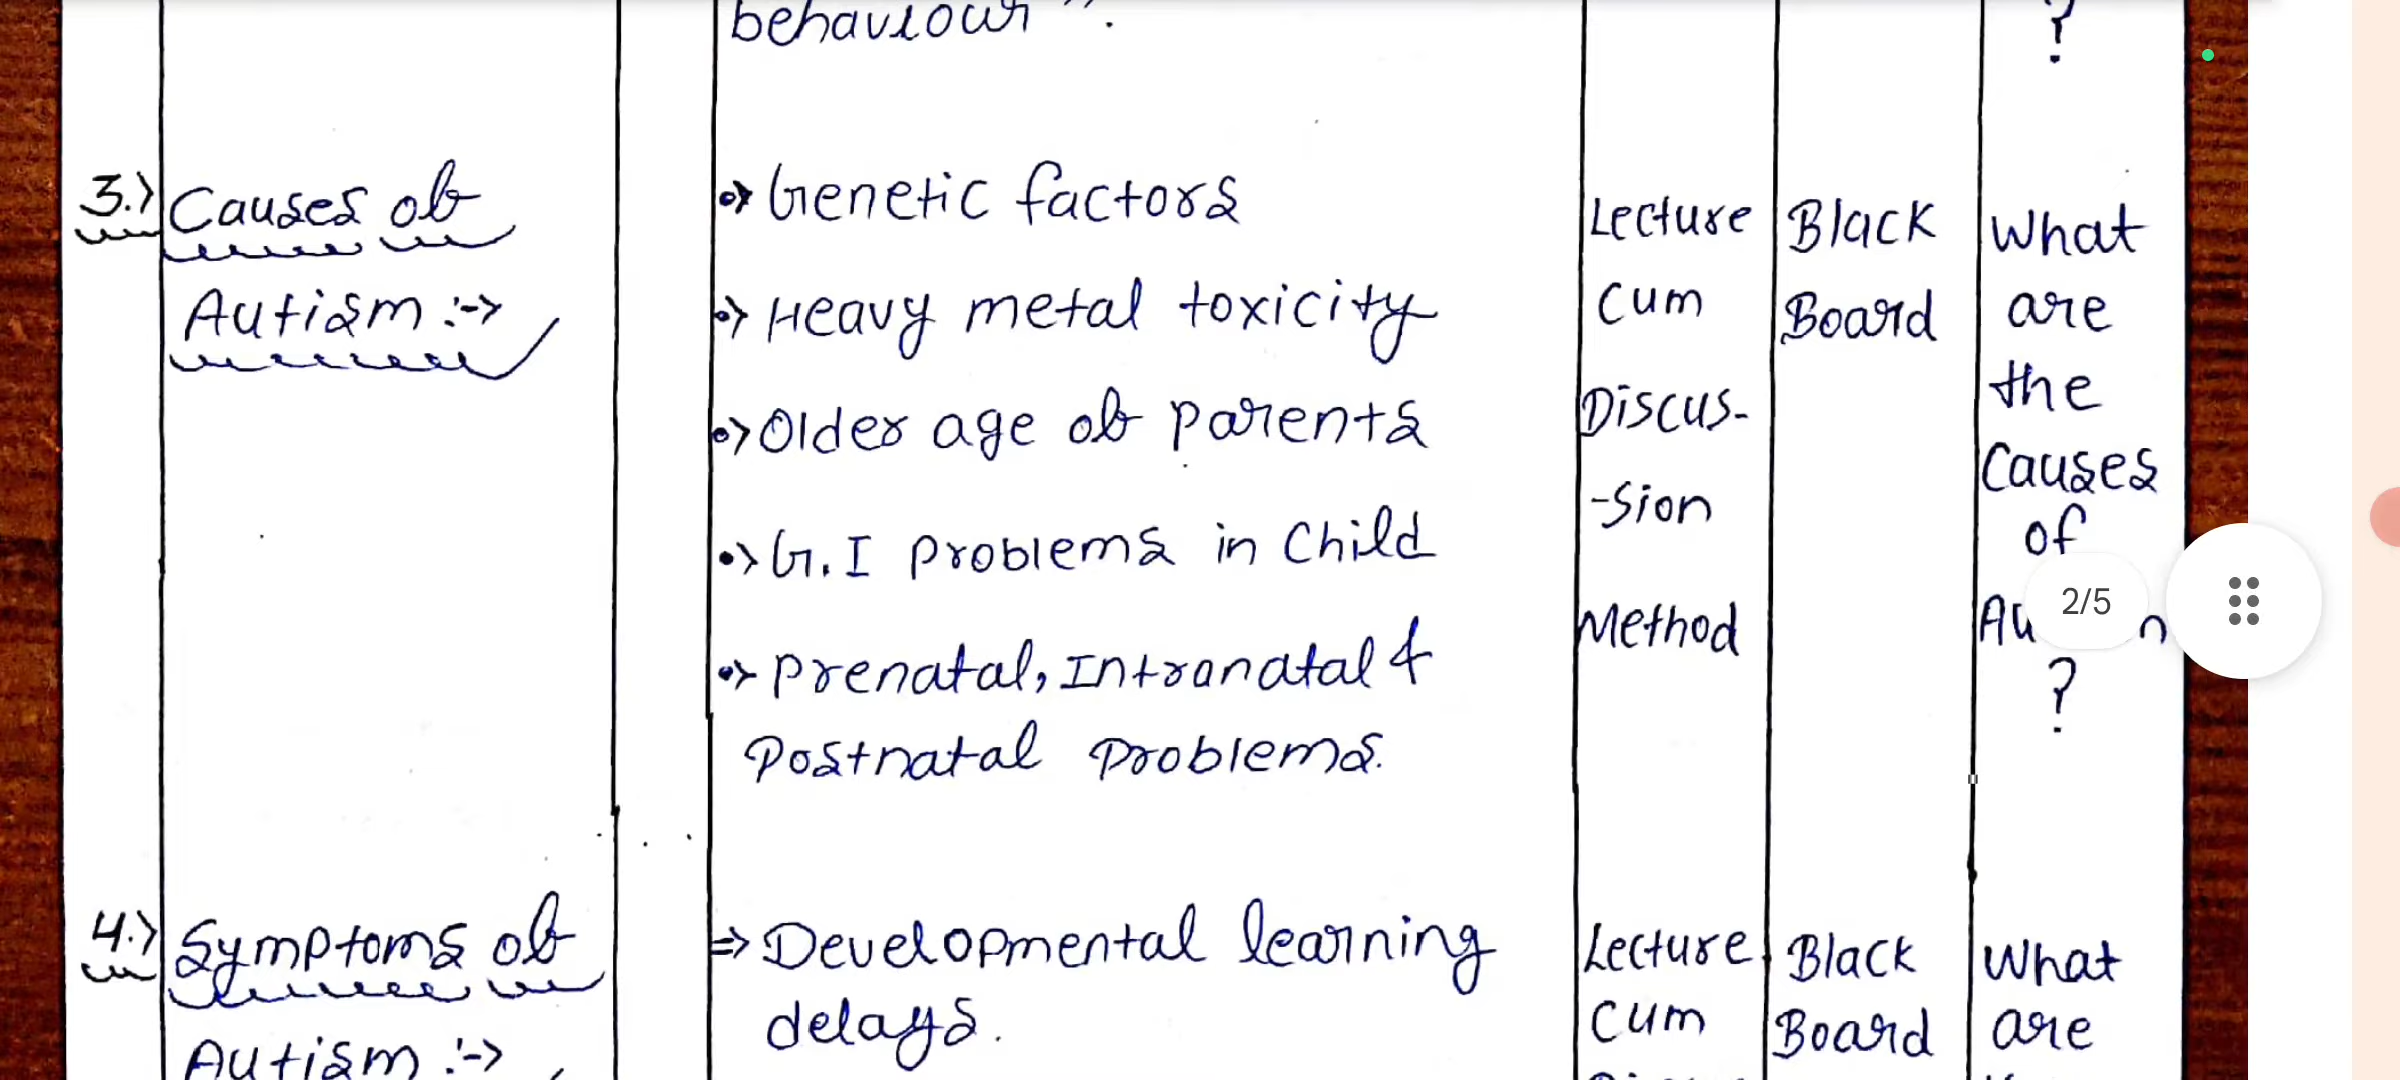 behaviour".
?
3.) Causes of
Autism :->
-> Genetic factors
-> Heavy metal toxicity
-> Older age of parents
-> G.I Problems in Child
-> Prenatal, Intranatal &
Postnatal Problems.
Lecture
Cum
Discus-
-Sion
Method
Black
Board
What
are
the
Causes
of
?
2/5
4.) Symptoms of
Autism :->
=> Developmental learning
delays.
Lecture
Cum
Black
Board
What
are